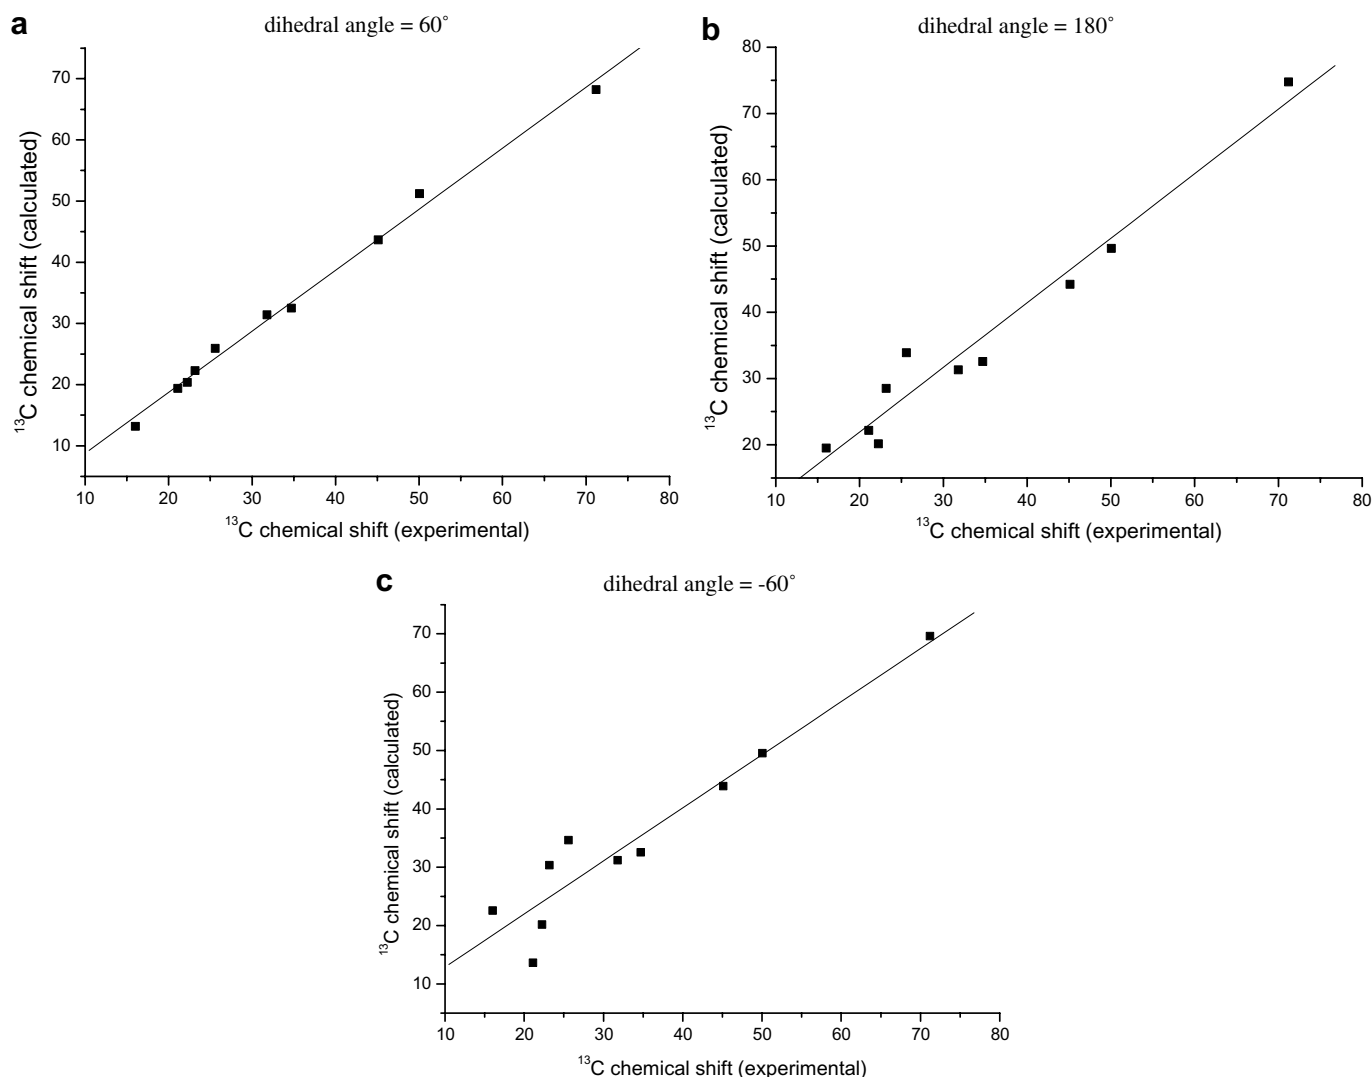 a
dihedral angle = 60°
70
60
50
40
30
20
10
10 20 30 40 50 60 70 80
¹³C chemical shift (calculated)
¹³C chemical shift (experimental)
b
dihedral angle = 180°
80
70
60
50
40
30
20
10 20 30 40 50 60 70 80
¹³C chemical shift (calculated)
¹³C chemical shift (experimental)
c
dihedral angle = -60°
70
60
50
40
30
20
10
10 20 30 40 50 60 70 80
¹³C chemical shift (calculated)
¹³C chemical shift (experimental)